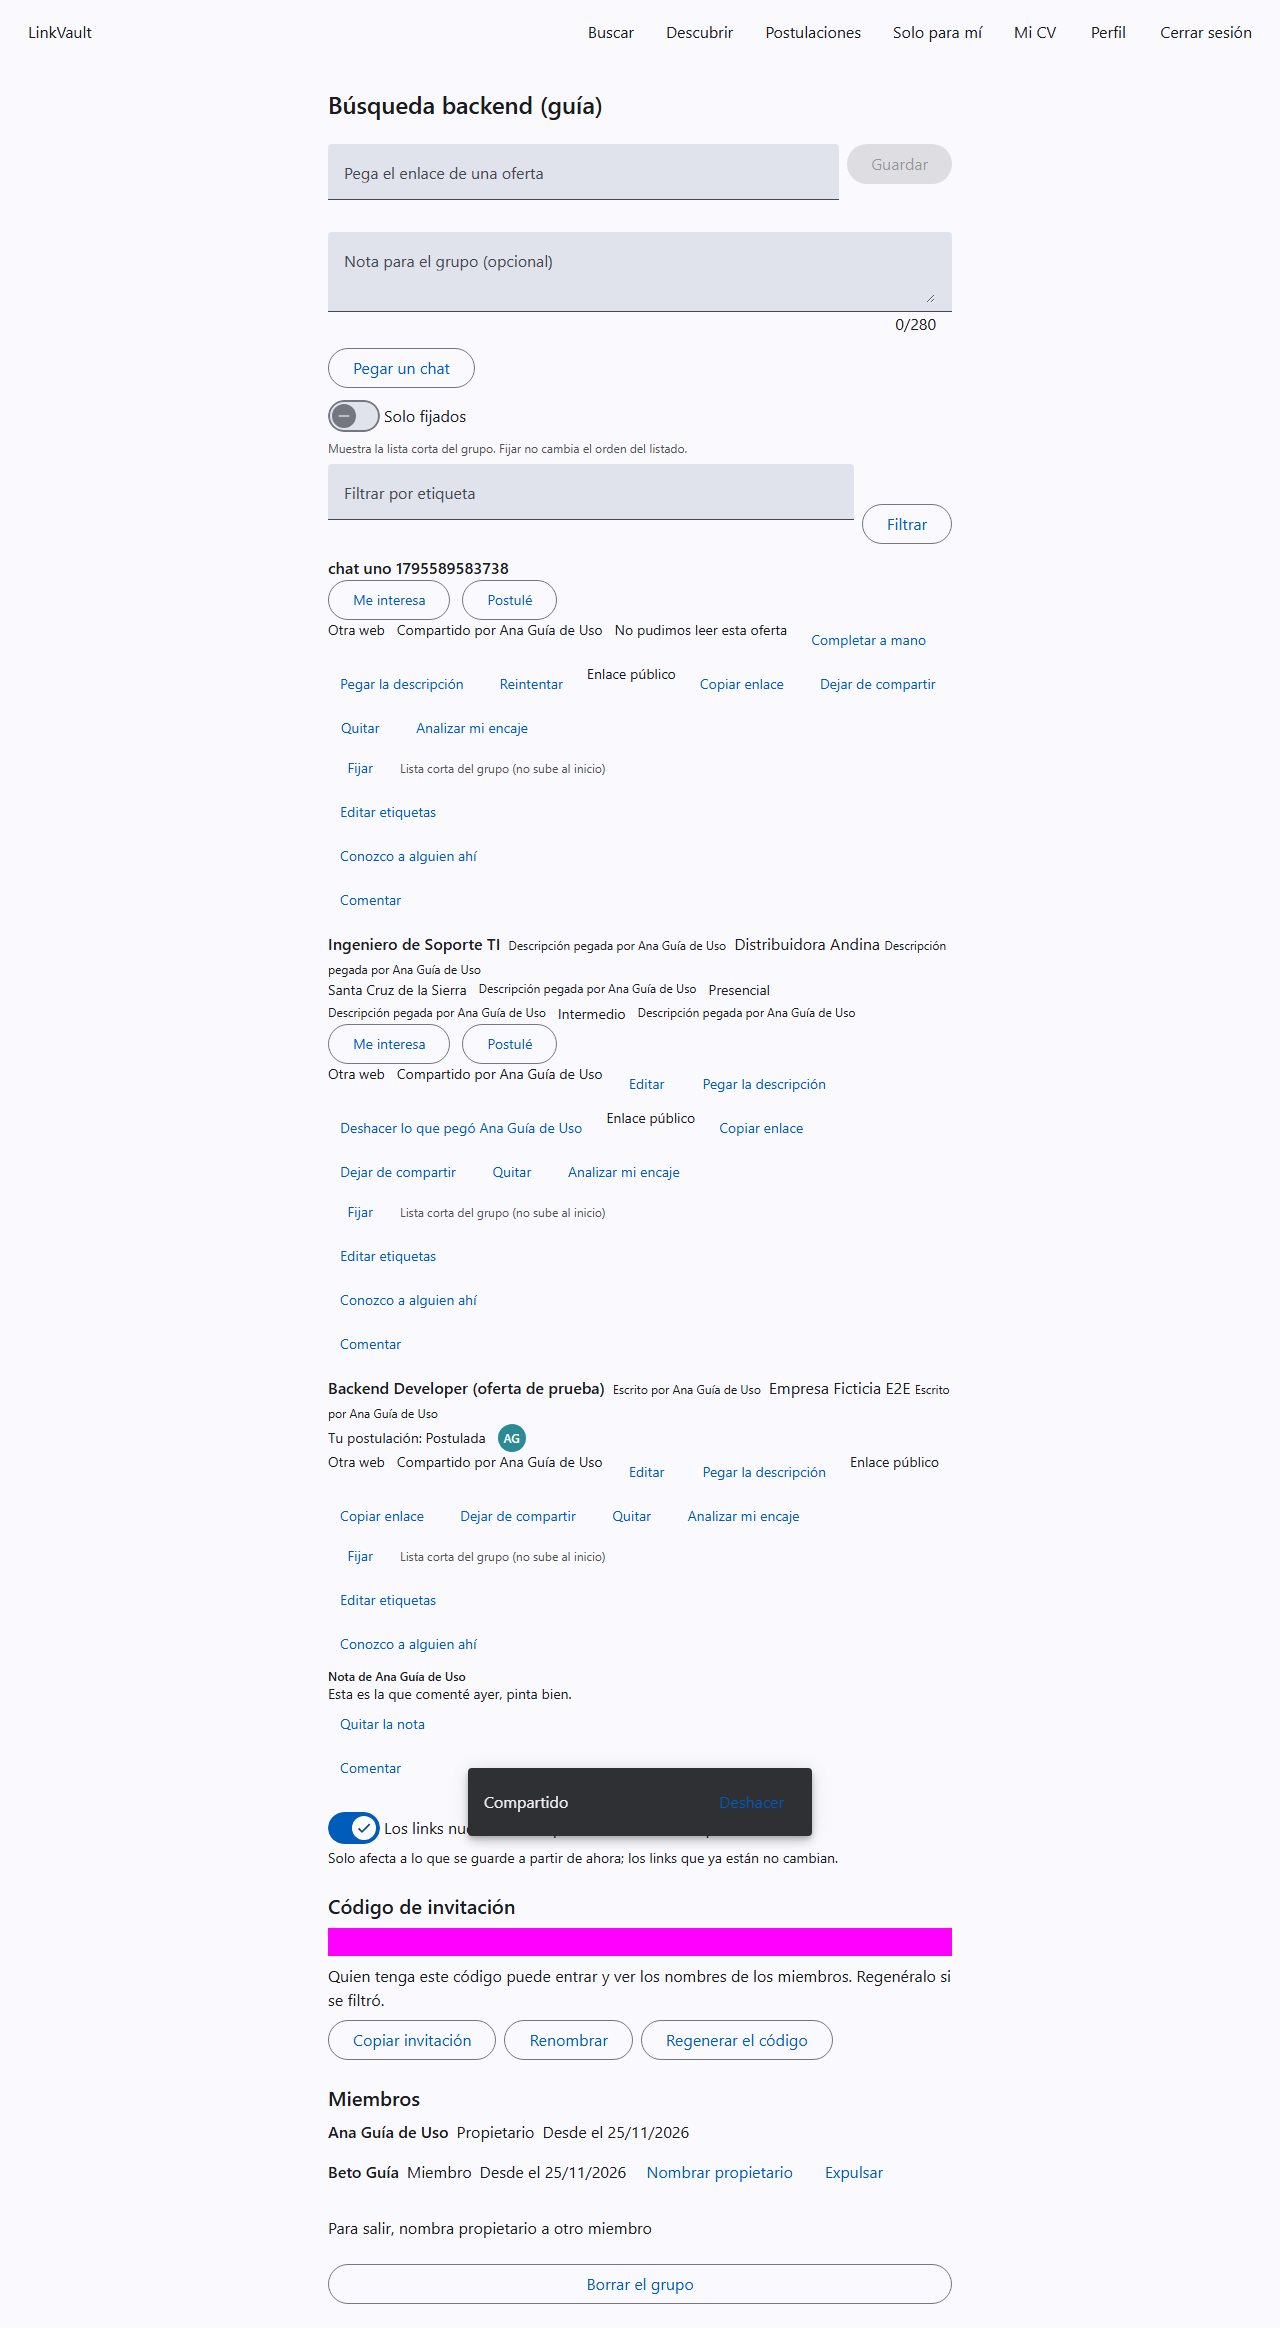 LinkVault Buscar Descubrir Postulaciones Solo para mí Mi CV Perfil Cerrar sesión
Búsqueda backend (guía)
Pega el enlace de una oferta Guardar
Nota para el grupo (opcional)
0/280
Pegar un chat
Solo fijados
Muestra la lista corta del grupo. Fijar no cambia el orden del listado.
Filtrar por etiqueta
Filtrar
chat uno 1795589583738
Me interesa Postulé
Otra web Compartido por Ana Guía de Uso No pudimos leer esta oferta Completar a mano
Pegar la descripción Reintentar Enlace público Copiar enlace Dejar de compartir
Quitar Analizar mi encaje
Fijar Lista corta del grupo (no sube al inicio)
Editar etiquetas
Conozco a alguien ahí
Comentar
Ingeniero de Soporte TI Descripción pegada por Ana Guía de Uso Distribuidora Andina Descripción
pegada por Ana Guía de Uso
Santa Cruz de la Sierra Descripción pegada por Ana Guía de Uso Presencial
Descripción pegada por Ana Guía de Uso Intermedio Descripción pegada por Ana Guía de Uso
Me interesa Postulé
Otra web Compartido por Ana Guía de Uso Editar Pegar la descripción
Deshacer lo que pegó Ana Guía de Uso Enlace público Copiar enlace
Dejar de compartir Quitar Analizar mi encaje
Fijar Lista corta del grupo (no sube al inicio)
Editar etiquetas
Conozco a alguien ahí
Comentar
Backend Developer (oferta de prueba) Escrito por Ana Guía de Uso Empresa Ficticia E2E Escrito
por Ana Guía de Uso
Tu postulación: Postulada AG
Otra web Compartido por Ana Guía de Uso Editar Pegar la descripción Enlace público
Copiar enlace Dejar de compartir Quitar Analizar mi encaje
Fijar Lista corta del grupo (no sube al inicio)
Editar etiquetas
Conozco a alguien ahí
Nota de Ana Guía de Uso
Esta es la que comenté ayer, pinta bien.
Quitar la nota
Comentar
Compartido Deshacer
Los links
Solo afecta a lo que se guarde a partir de ahora; los links que ya están no cambian.
Código de invitación
Quien tenga este código puede entrar y ver los nombres de los miembros. Regenéralo si
se filtró.
Copiar invitación Renombrar Regenerar el código
Miembros
Ana Guía de Uso Propietario Desde el 25/11/2026
Beto Guía Miembro Desde el 25/11/2026 Nombrar propietario Expulsar
Para salir, nombra propietario a otro miembro
Borrar el grupo